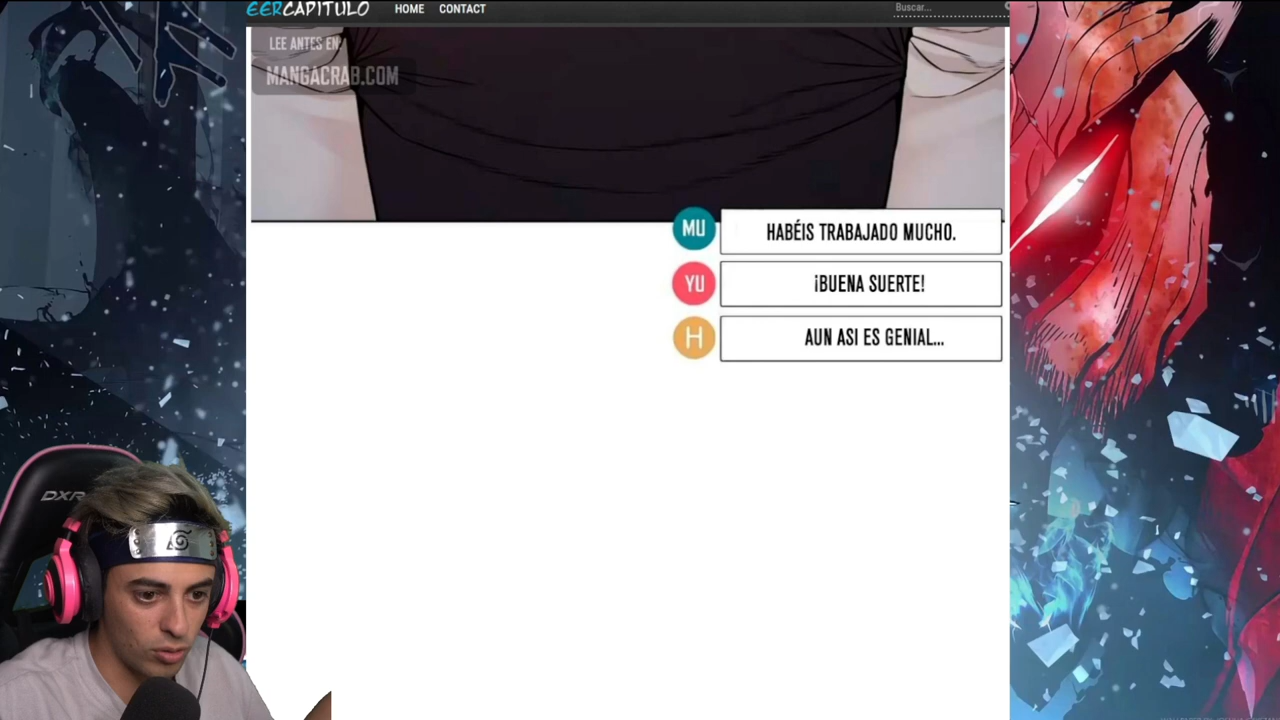 EERCAPITULO HOME CONTACT Buscar...
LEE ANTES EN:
MANGACRAB.COM
MU HABÉIS TRABAJADO MUCHO.
YU ¡BUENA SUERTE!
H AUN ASI ES GENIAL...
DXR